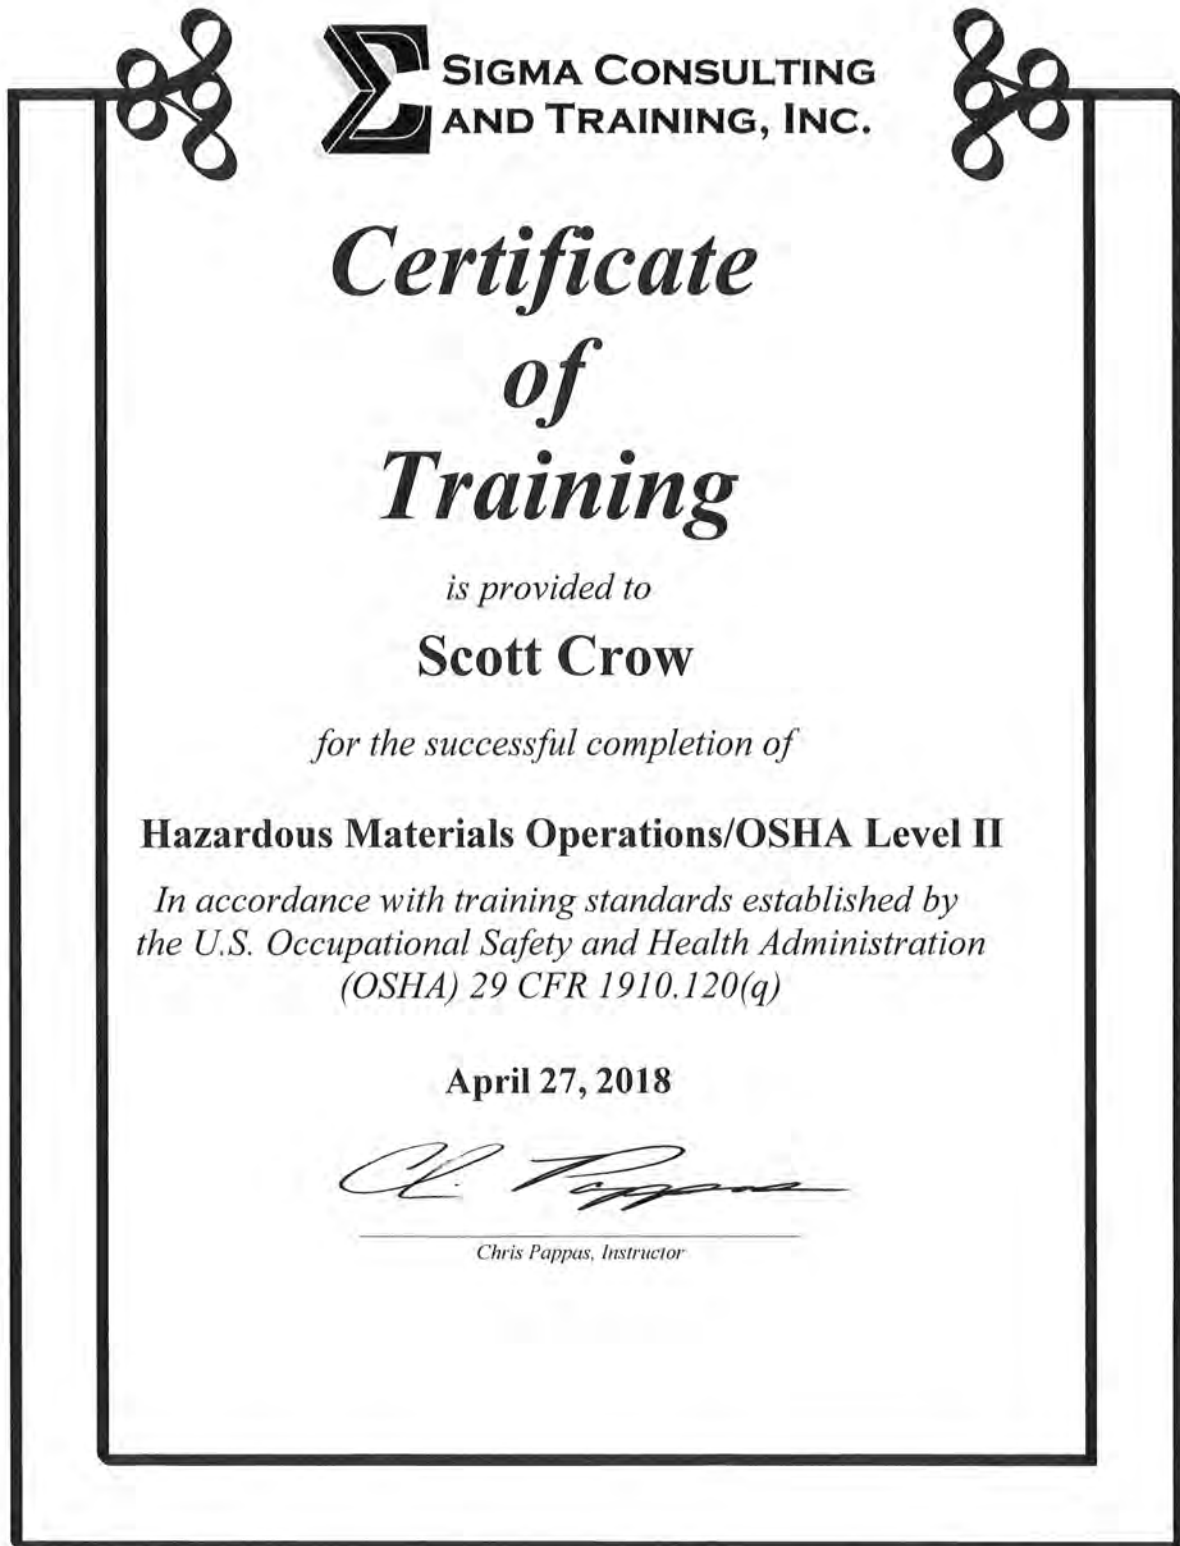 SIGMA CONSULTING
AND TRAINING, INC.
Certificate
of
Training
is provided to
Scott Crow
for the successful completion of
Hazardous Materials Operations/OSHA Level II
In accordance with training standards established by
the U.S. Occupational Safety and Health Administration
(OSHA) 29 CFR 1910.120(q)
April 27, 2018
Ch. Pappas
Chris Pappas, Instructor